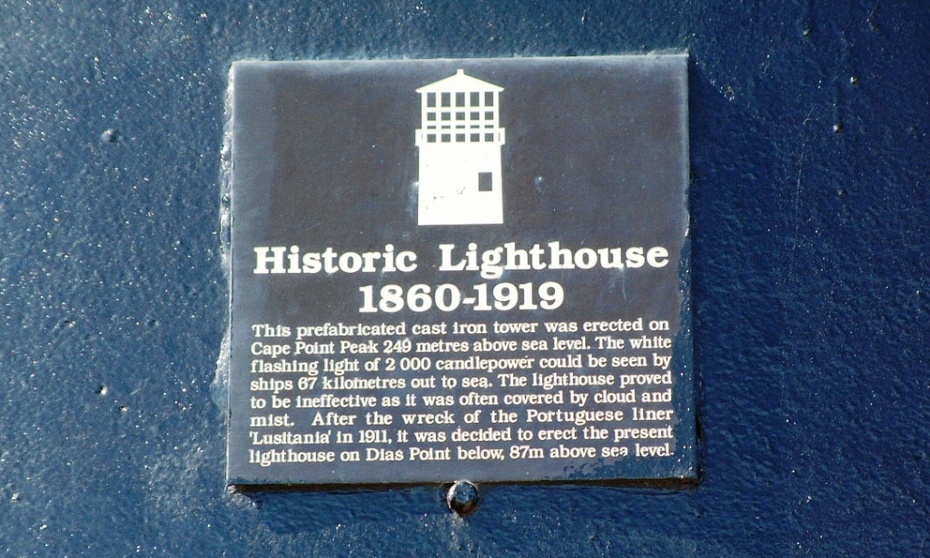 Historic Lighthouse
1860-1919
This prefabricated cast iron tower was erected on
Cape Point Peak 249 metres above sea level. The white
flashing light of 2 000 candlepower could be seen by
ships 67 kilometres out to sea. The lighthouse proved
to be ineffective as it was often covered by cloud and
mist. After the wreck of the Portuguese liner
'Lusitania' in 1911, it was decided to erect the present
lighthouse on Dias Point below, 87m above sea level.